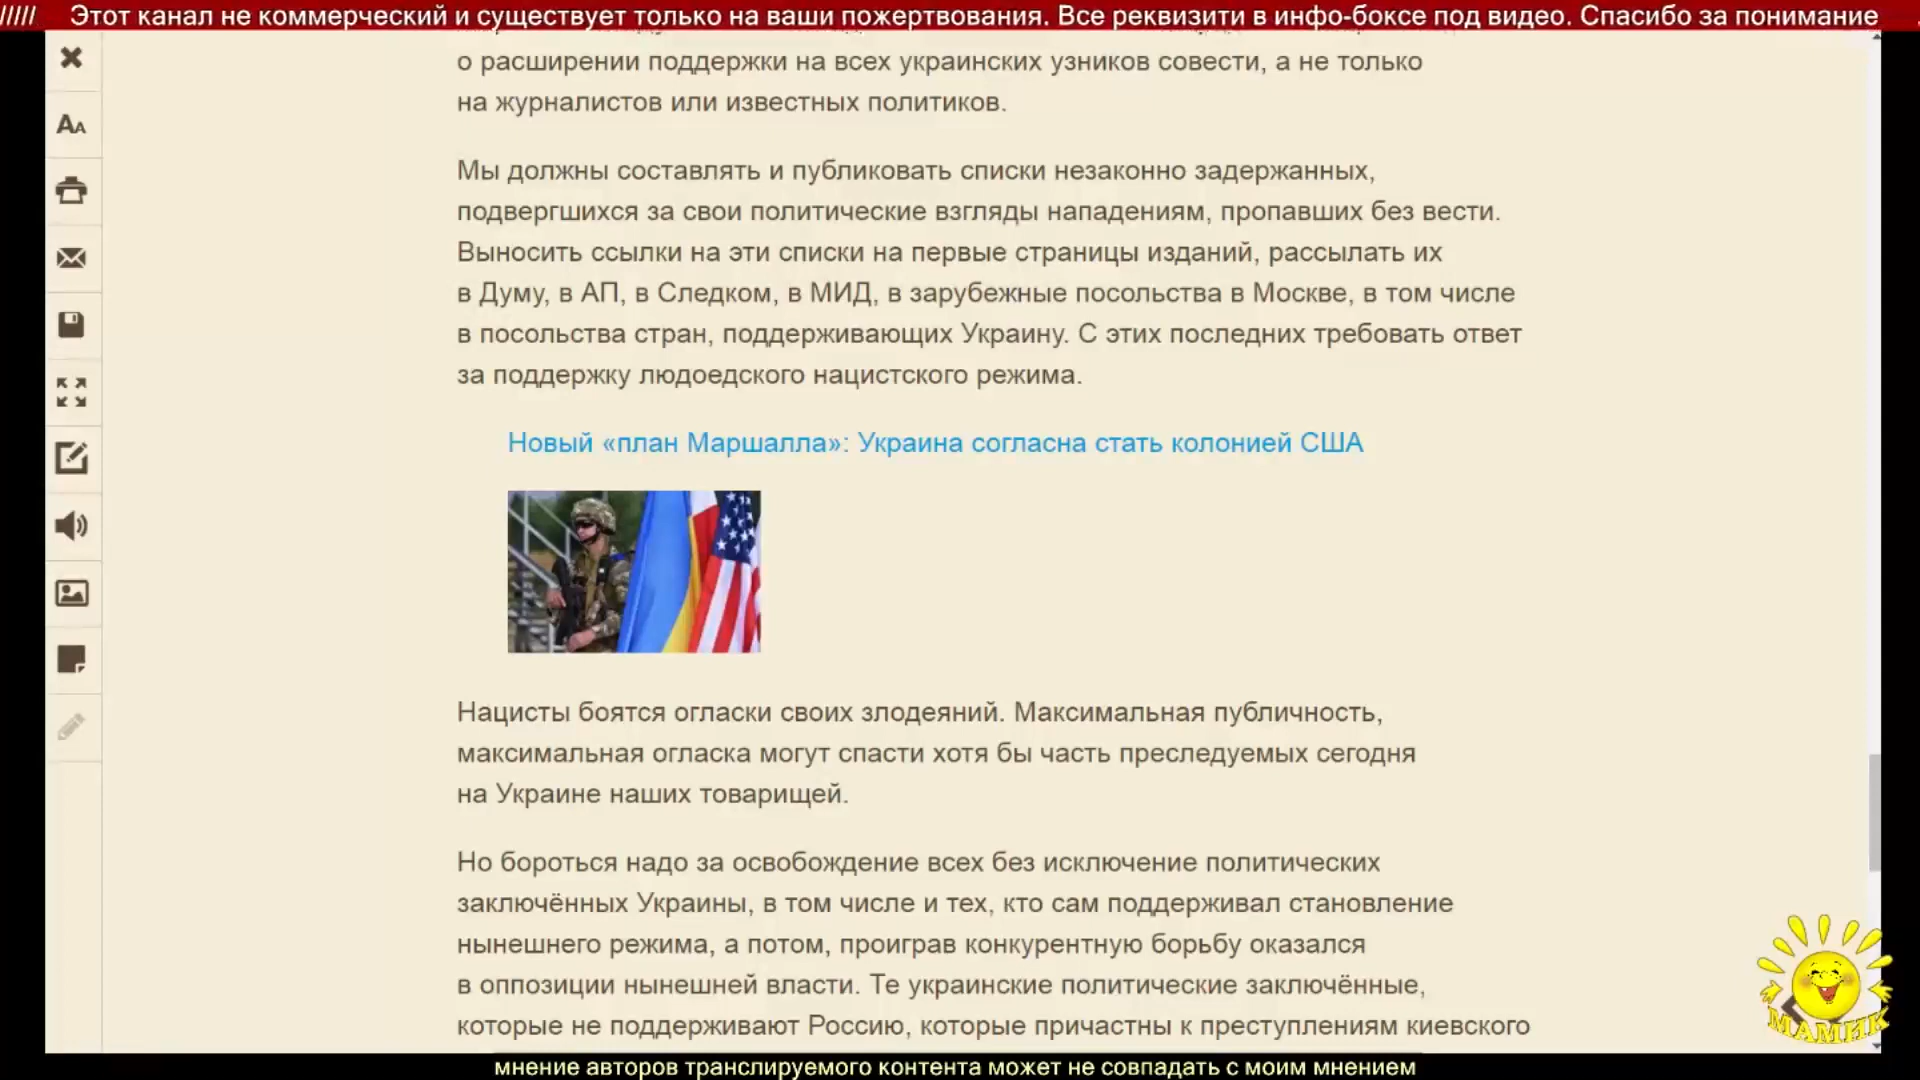 ///// Этот канал не коммерческий и существует только на ваши пожертвования. Все реквизити в инфо-боксе под видео. Спасибо за понимание
о расширении поддержки на всех украинских узников совести, а не только
на журналистов или известных политиков.
Мы должны составлять и публиковать списки незаконно задержанных,
подвергшихся за свои политические взгляды нападениям, пропавших без вести.
Выносить ссылки на эти списки на первые страницы изданий, рассылать их
в Думу, в АП, в Следком, в МИД, в зарубежные посольства в Москве, в том числе
в посольства стран, поддерживающих Украину. С этих последних требовать ответ
за поддержку людоедского нацистского режима.
Новый «план Маршалла»: Украина согласна стать колонией США
Нацисты боятся огласки своих злодеяний. Максимальная публичность,
максимальная огласка могут спасти хотя бы часть преследуемых сегодня
на Украине наших товарищей.
Но бороться надо за освобождение всех без исключение политических
заключённых Украины, в том числе и тех, кто сам поддерживал становление
нынешнего режима, а потом, проиграв конкурентную борьбу оказался
в оппозиции нынешней власти. Те украинские политические заключённые,
которые не поддерживают Россию, которые причастны к преступлениям киевского
МАМИК
мнение авторов транслируемого контента может не совпадать с моим мнением